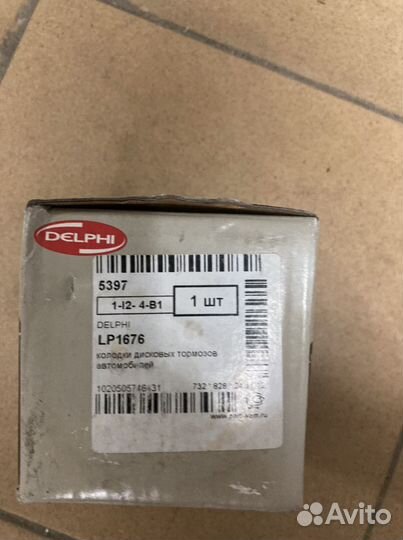 DELPHI
5397
1-I2- 4-B1
1 шт
DELPHI
LP1676
колодки дисковых тормозов
автомобилей
Avito